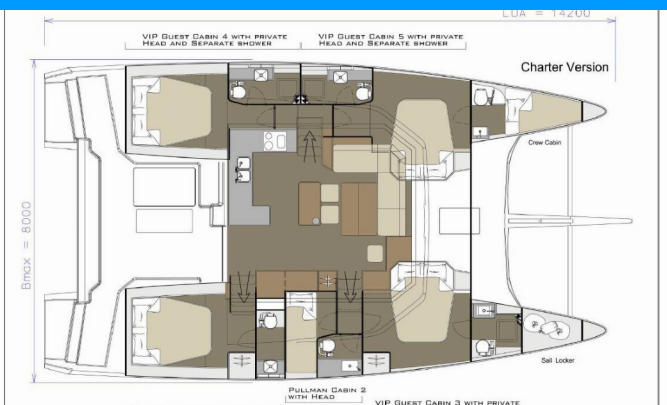 LOA = 14200
VIP Guest Cabin 4 with private
Head and Separate shower
VIP Guest Cabin 5 with private
Head and Separate shower
Charter Version
Crew Cabin
Bmax = 8000
Sail Locker
Pullman Cabin 2
with Head
VIP Guest Cabin 3 with private